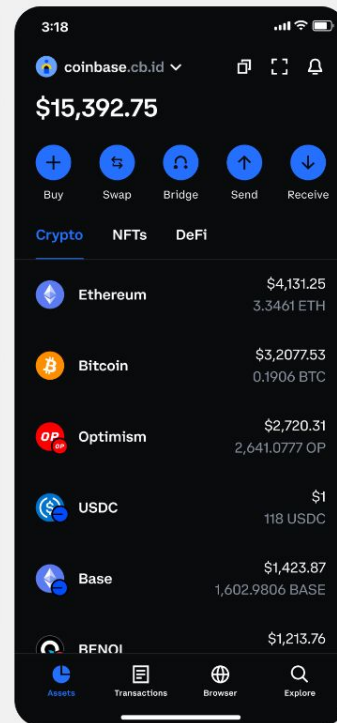 3:18
coinbase.cb.id
$15,392.75
Buy Swap Bridge Send Receive
Crypto NFTs DeFi
Ethereum $4,131.25
3.3461 ETH
Bitcoin $3,2077.53
0.1906 BTC
OP OP Optimism $2,720.31
2,641.0777 OP
USDC $1
118 USDC
Base $1,423.87
1,602.9806 BASE
BENQI $1,213.76
Assets Transactions Browser Explore